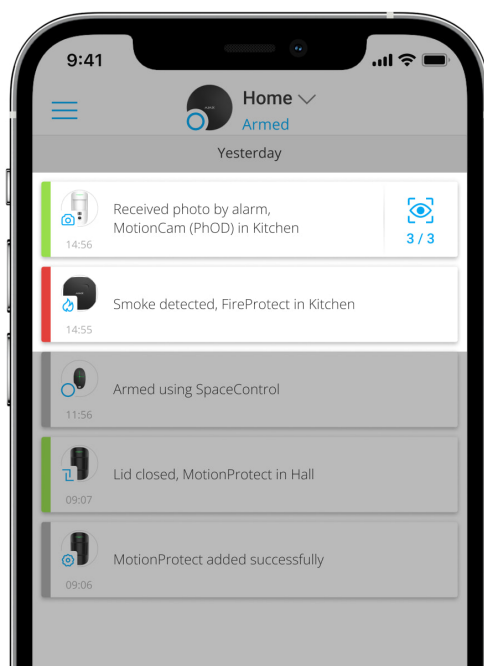 9:41
Home
Armed
Yesterday
Received photo by alarm,
MotionCam (PhOD) in Kitchen
3 / 3
14:56
Smoke detected, FireProtect in Kitchen
14:55
Armed using SpaceControl
11:56
Lid closed, MotionProtect in Hall
09:07
MotionProtect added successfully
09:06